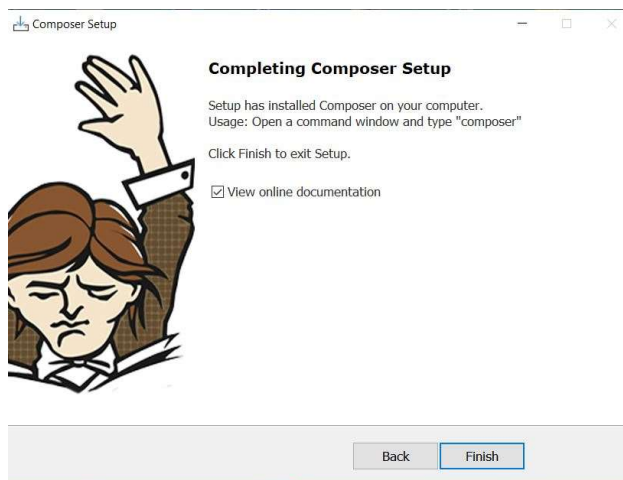 Composer Setup
Completing Composer Setup
Setup has installed Composer on your computer.
Usage: Open a command window and type "composer"
Click Finish to exit Setup.
View online documentation
Back
Finish